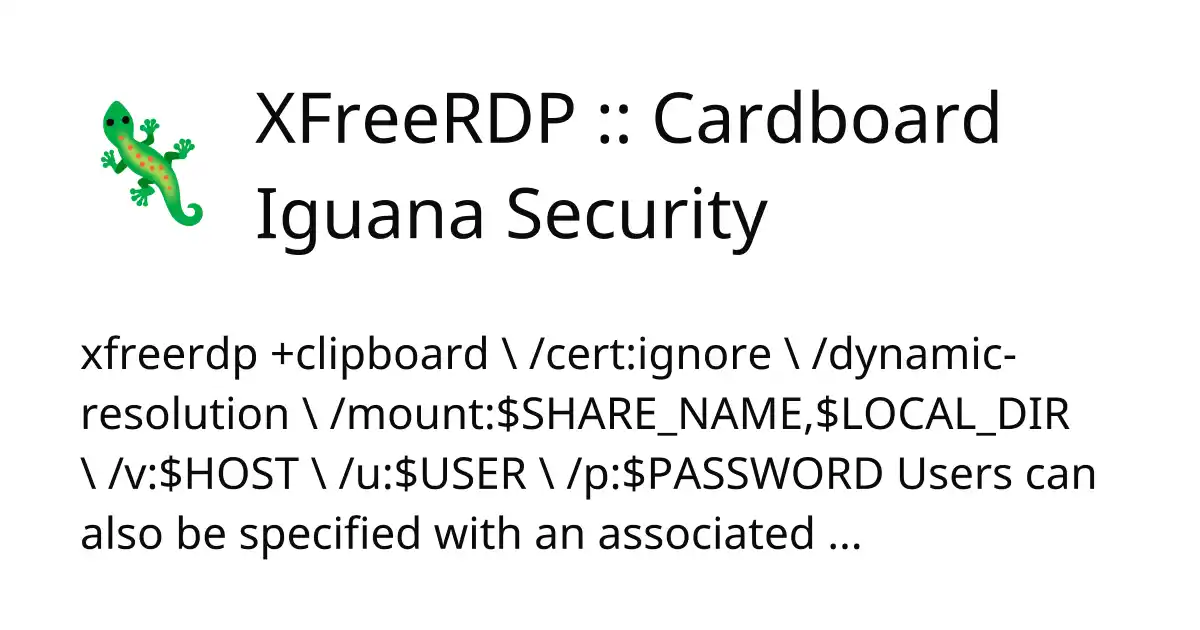 XFreeRDP :: Cardboard
Iguana Security
xfreerdp +clipboard \ /cert:ignore \ /dynamic-
resolution \ /mount:$SHARE_NAME,$LOCAL_DIR
\ /v:$HOST \ /u:$USER \ /p:$PASSWORD Users can
also be specified with an associated ...